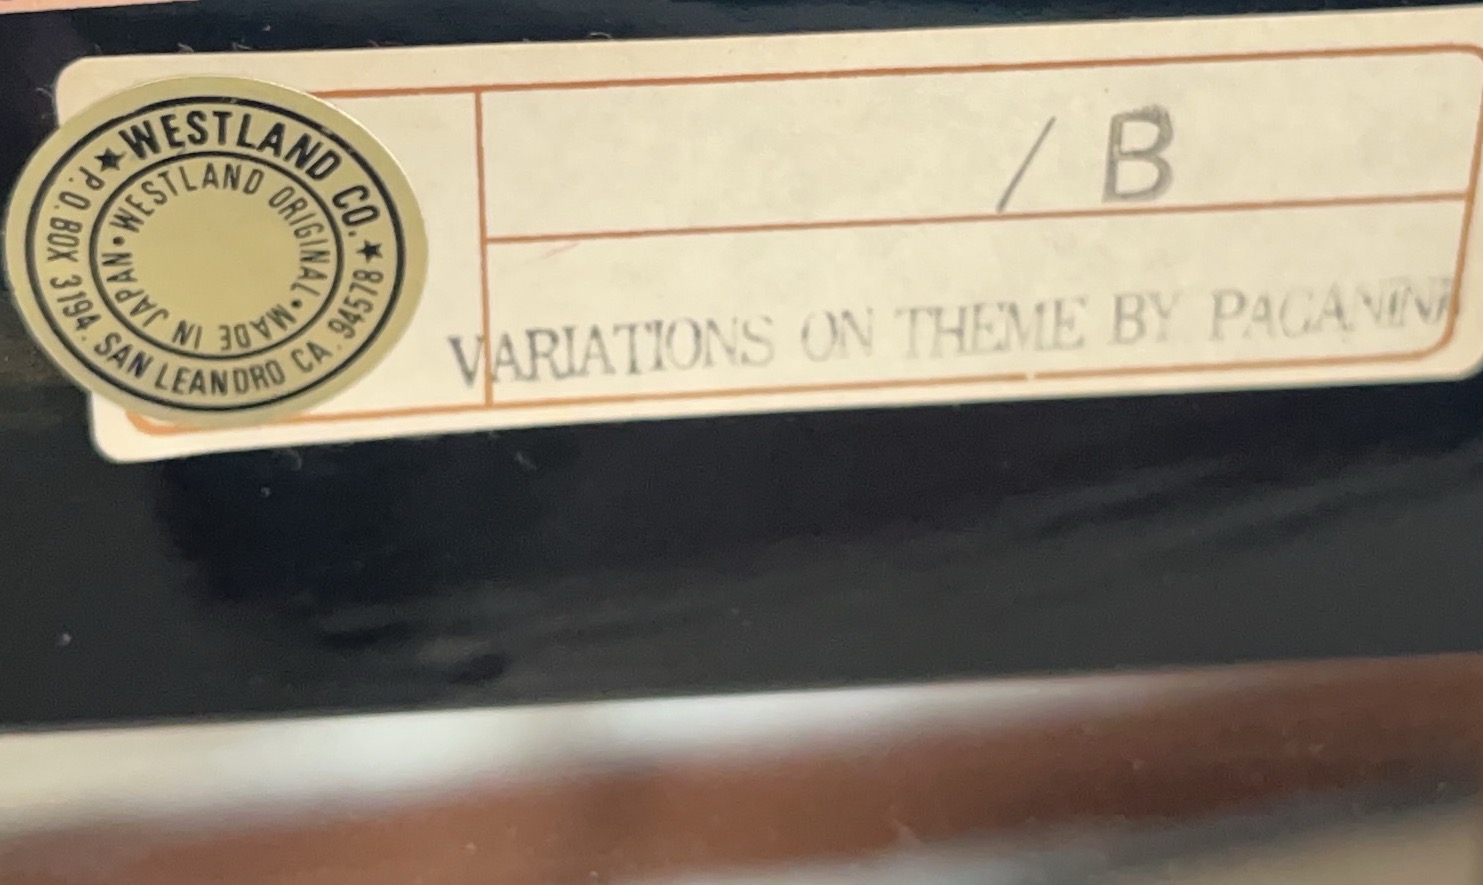 ★ WESTLAND CO. ★
P.O.BOX 3194. SAN LEANDRO CA. 94578
• WESTLAND ORIGINAL •
MADE IN JAPAN
/ B
VARIATIONS ON THEME BY PAGANINI